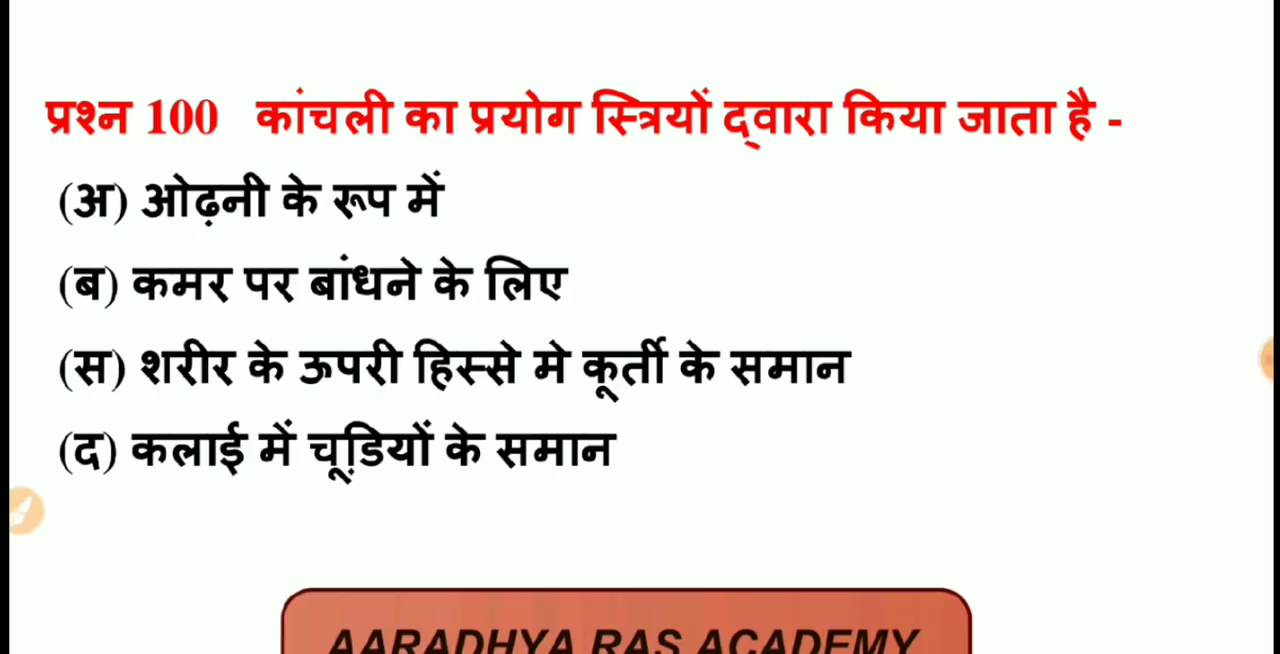 प्रश्न 100 कांचली का प्रयोग स्त्रियों द्वारा किया जाता है -
(अ) ओढ़नी के रूप में
(ब) कमर पर बांधने के लिए
(स) शरीर के ऊपरी हिस्से मे कूर्ती के समान
(द) कलाई में चूडि़यों के समान
AARADHYA RAS ACADEMY